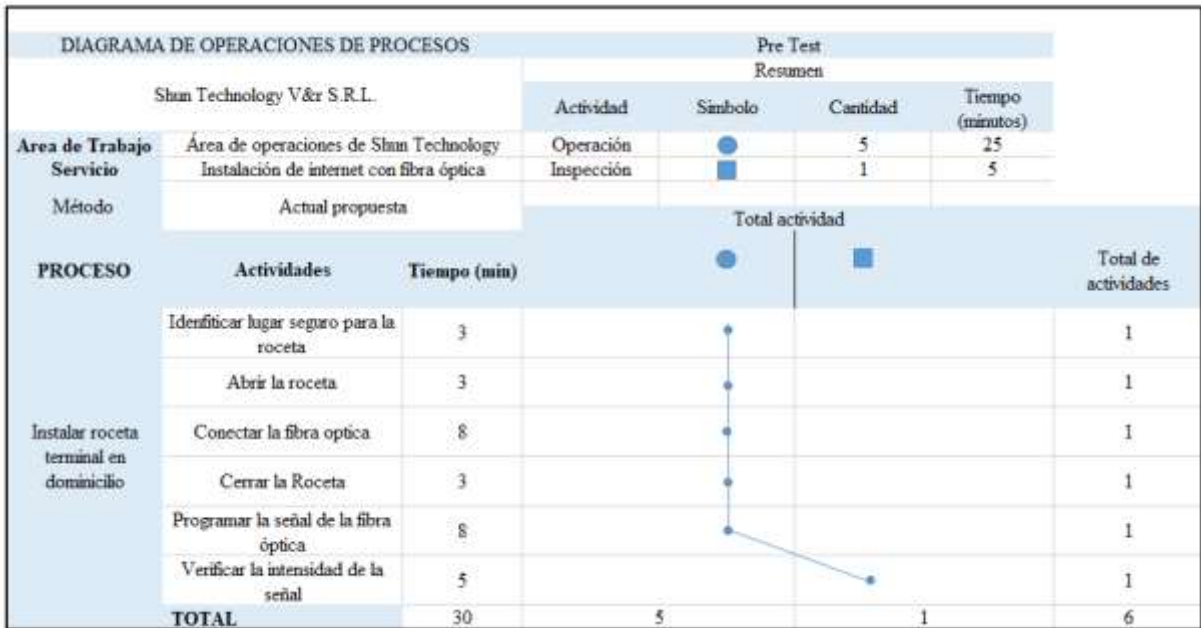 DIAGRAMA DE OPERACIONES DE PROCESOS Pre Test
Resumen
Shun Technology V&r S.R.L.
Actividad Simbolo Cantidad Tiempo (minutos)
Area de Trabajo Área de operaciones de Shun Technology Operación 5 25
Servicio Instalación de internet con fibra óptica Inspección 1 5
Método Actual propuesta
Total actividad
PROCESO Actividades Tiempo (min) Total de actividades
Idenfiticar lugar seguro para la roceta 3 1
Abrir la roceta 3 1
Instalar roceta terminal en dominicilio
Conectar la fibra optica 8 1
Cerrar la Roceta 3 1
Programar la señal de la fibra óptica 8 1
Verificar la intensidad de la señal 5 1
TOTAL 30 5 1 6